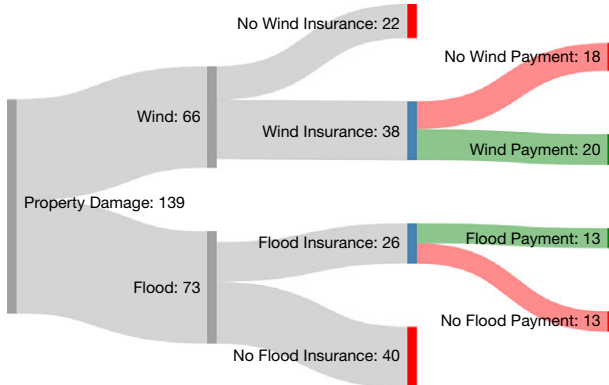 No Wind Insurance: 22
No Wind Payment: 18
Wind: 66
Wind Insurance: 38
Wind Payment: 20
Property Damage: 139
Flood Insurance: 26
Flood Payment: 13
Flood: 73
No Flood Payment: 13
No Flood Insurance: 40